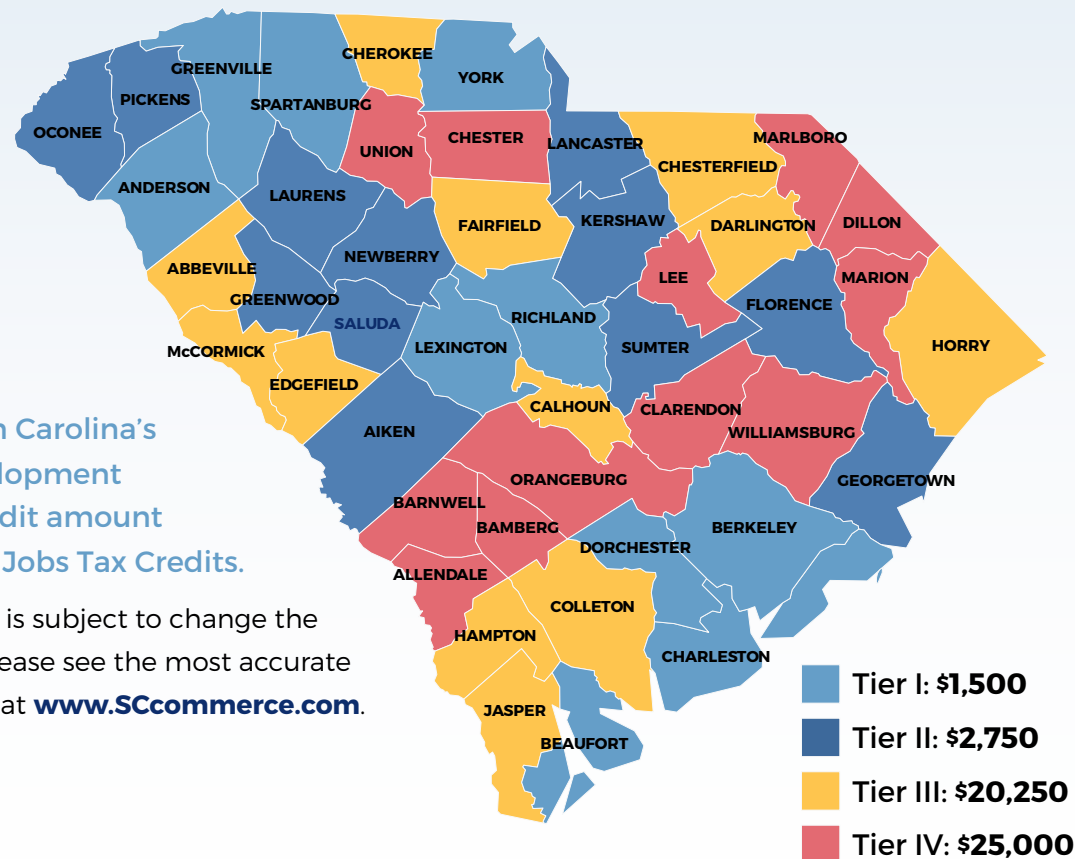 CHEROKEE
GREENVILLE
YORK
PICKENS
SPARTANBURG
OCONEE
CHESTER
MARLBORO
LANCASTER
UNION
CHESTERFIELD
ANDERSON
LAURENS
KERSHAW
DILLON
FAIRFIELD
DARLINGTON
NEWBERRY
ABBEVILLE
LEE
MARION
GREENWOOD
FLORENCE
SALUDA
RICHLAND
McCORMICK
LEXINGTON
SUMTER
HORRY
EDGEFIELD
CALHOUN
CLARENDON
AIKEN
WILLIAMSBURG
n Carolina’s
lopment
ORANGEBURG
GEORGETOWN
BARNWELL
dit amount
BAMBERG
BERKELEY
DORCHESTER
Jobs Tax Credits.
ALLENDALE
COLLETON
is subject to change the
HAMPTON
ease see the most accurate
CHARLESTON
at www.SCcommerce.com.
JASPER
BEAUFORT
Tier I: $1,500
Tier II: $2,750
Tier III: $20,250
Tier IV: $25,000